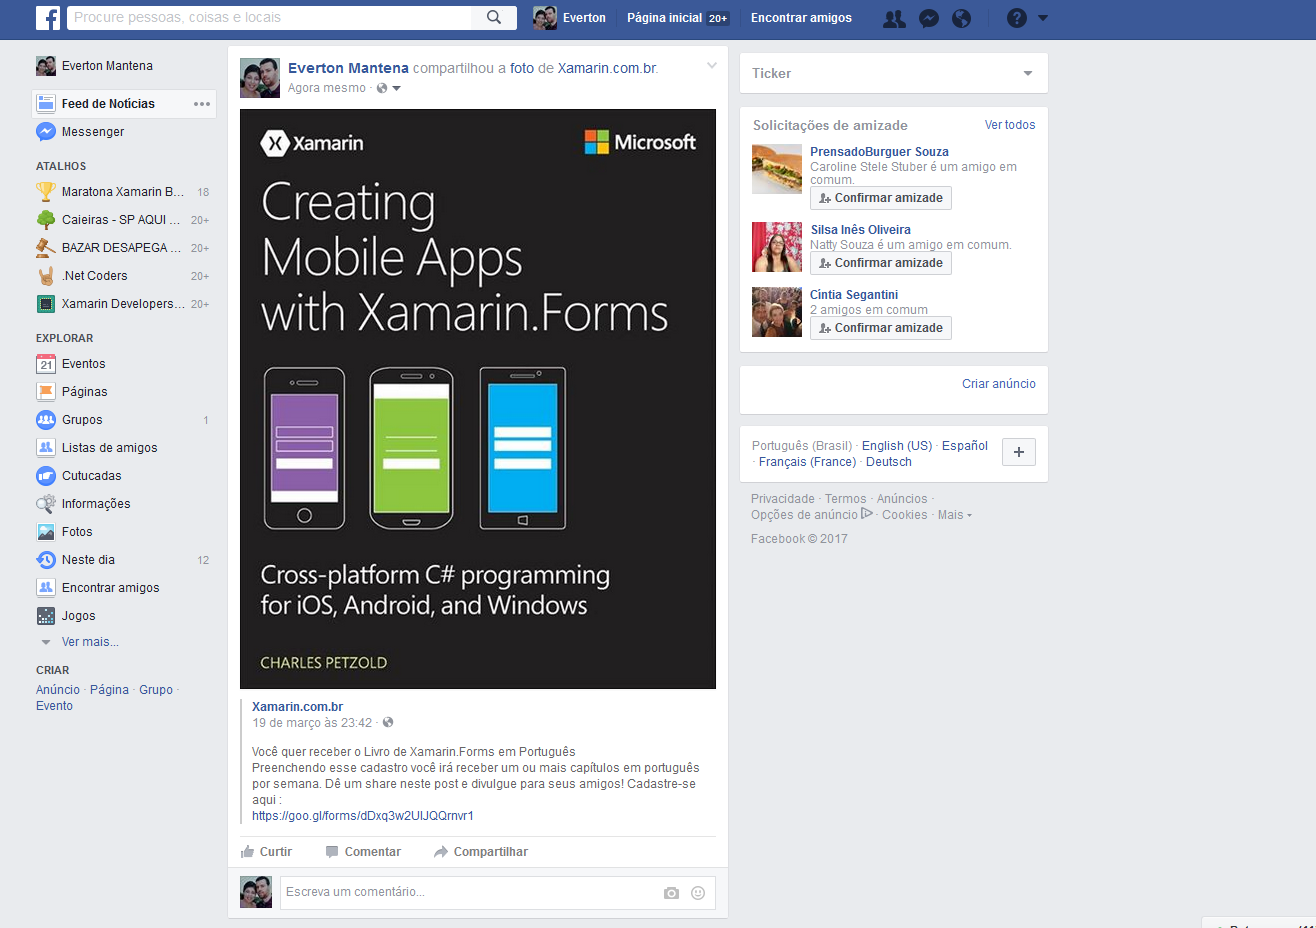 Procure pessoas, coisas e locais
Everton
Página inicial 20+
Encontrar amigos
Everton Mantena
Feed de Notícias
Messenger
ATALHOS
Maratona Xamarin B... 18
Caieiras - SP AQUI ... 20+
BAZAR DESAPEGA ... 20+
.Net Coders 20+
Xamarin Developers... 20+
EXPLORAR
21 Eventos
Páginas
Grupos 1
Listas de amigos
Cutucadas
Informações
Fotos
Neste dia 12
Encontrar amigos
Jogos
Ver mais...
CRIAR
Anúncio · Página · Grupo ·
Evento
Everton Mantena compartilhou a foto de Xamarin.com.br.
Agora mesmo ·
Xamarin
Microsoft
Creating
Mobile Apps
with Xamarin.Forms
Cross-platform C# programming
for iOS, Android, and Windows
CHARLES PETZOLD
Xamarin.com.br
19 de março às 23:42 ·
Você quer receber o Livro de Xamarin.Forms em Português
Preenchendo esse cadastro você irá receber um ou mais capítulos em português
por semana. Dê um share neste post e divulgue para seus amigos! Cadastre-se
aqui :
https://goo.gl/forms/dDxq3w2UIJQQrnvr1
Curtir
Comentar
Compartilhar
Escreva um comentário...
Ticker
Solicitações de amizade
Ver todos
PrensadoBurguer Souza
Caroline Stele Stuber é um amigo em
comum.
Confirmar amizade
Silsa Inês Oliveira
Natty Souza é um amigo em comum.
Confirmar amizade
Cíntia Segantini
2 amigos em comum
Confirmar amizade
Criar anúncio
Português (Brasil) · English (US) · Español
· Français (France) · Deutsch
Privacidade · Termos · Anúncios ·
Opções de anúncio · Cookies · Mais
Facebook © 2017